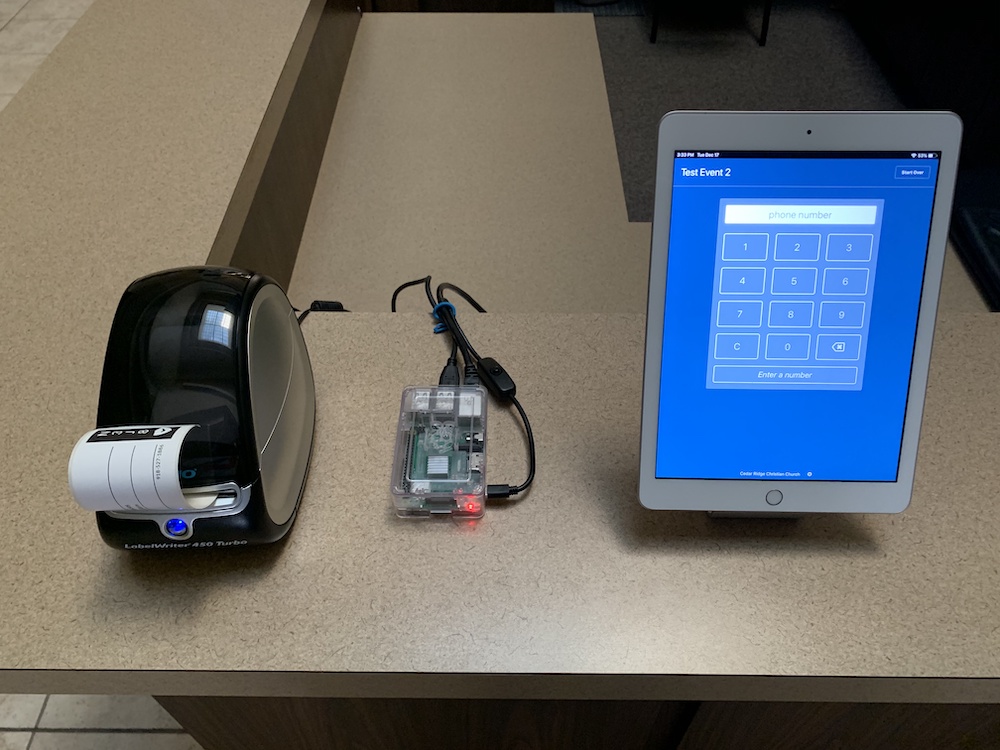 3:33 PM Tue Dec 17
53%
Test Event 2
Start Over
phone number
1 2 3
4 5 6
7 8 9
C 0
Enter a number
Cedar Ridge Christian Church
LabelWriter 450 Turbo